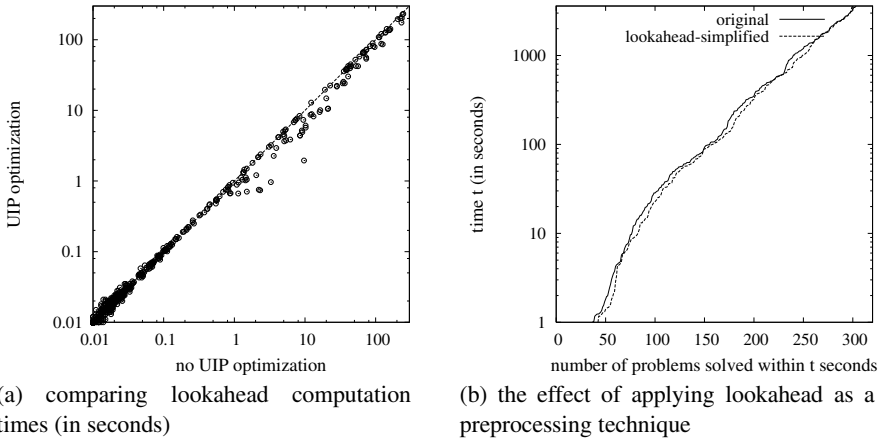 100
10
1
0.1
0.01
UIP optimization
0.01 0.1 1 10 100
no UIP optimization
(a) comparing lookahead computation
times (in seconds)
original
lookahead-simplified
1000
100
10
1
time t (in seconds)
0 50 100 150 200 250 300
number of problems solved within t seconds
(b) the effect of applying lookahead as a
preprocessing technique